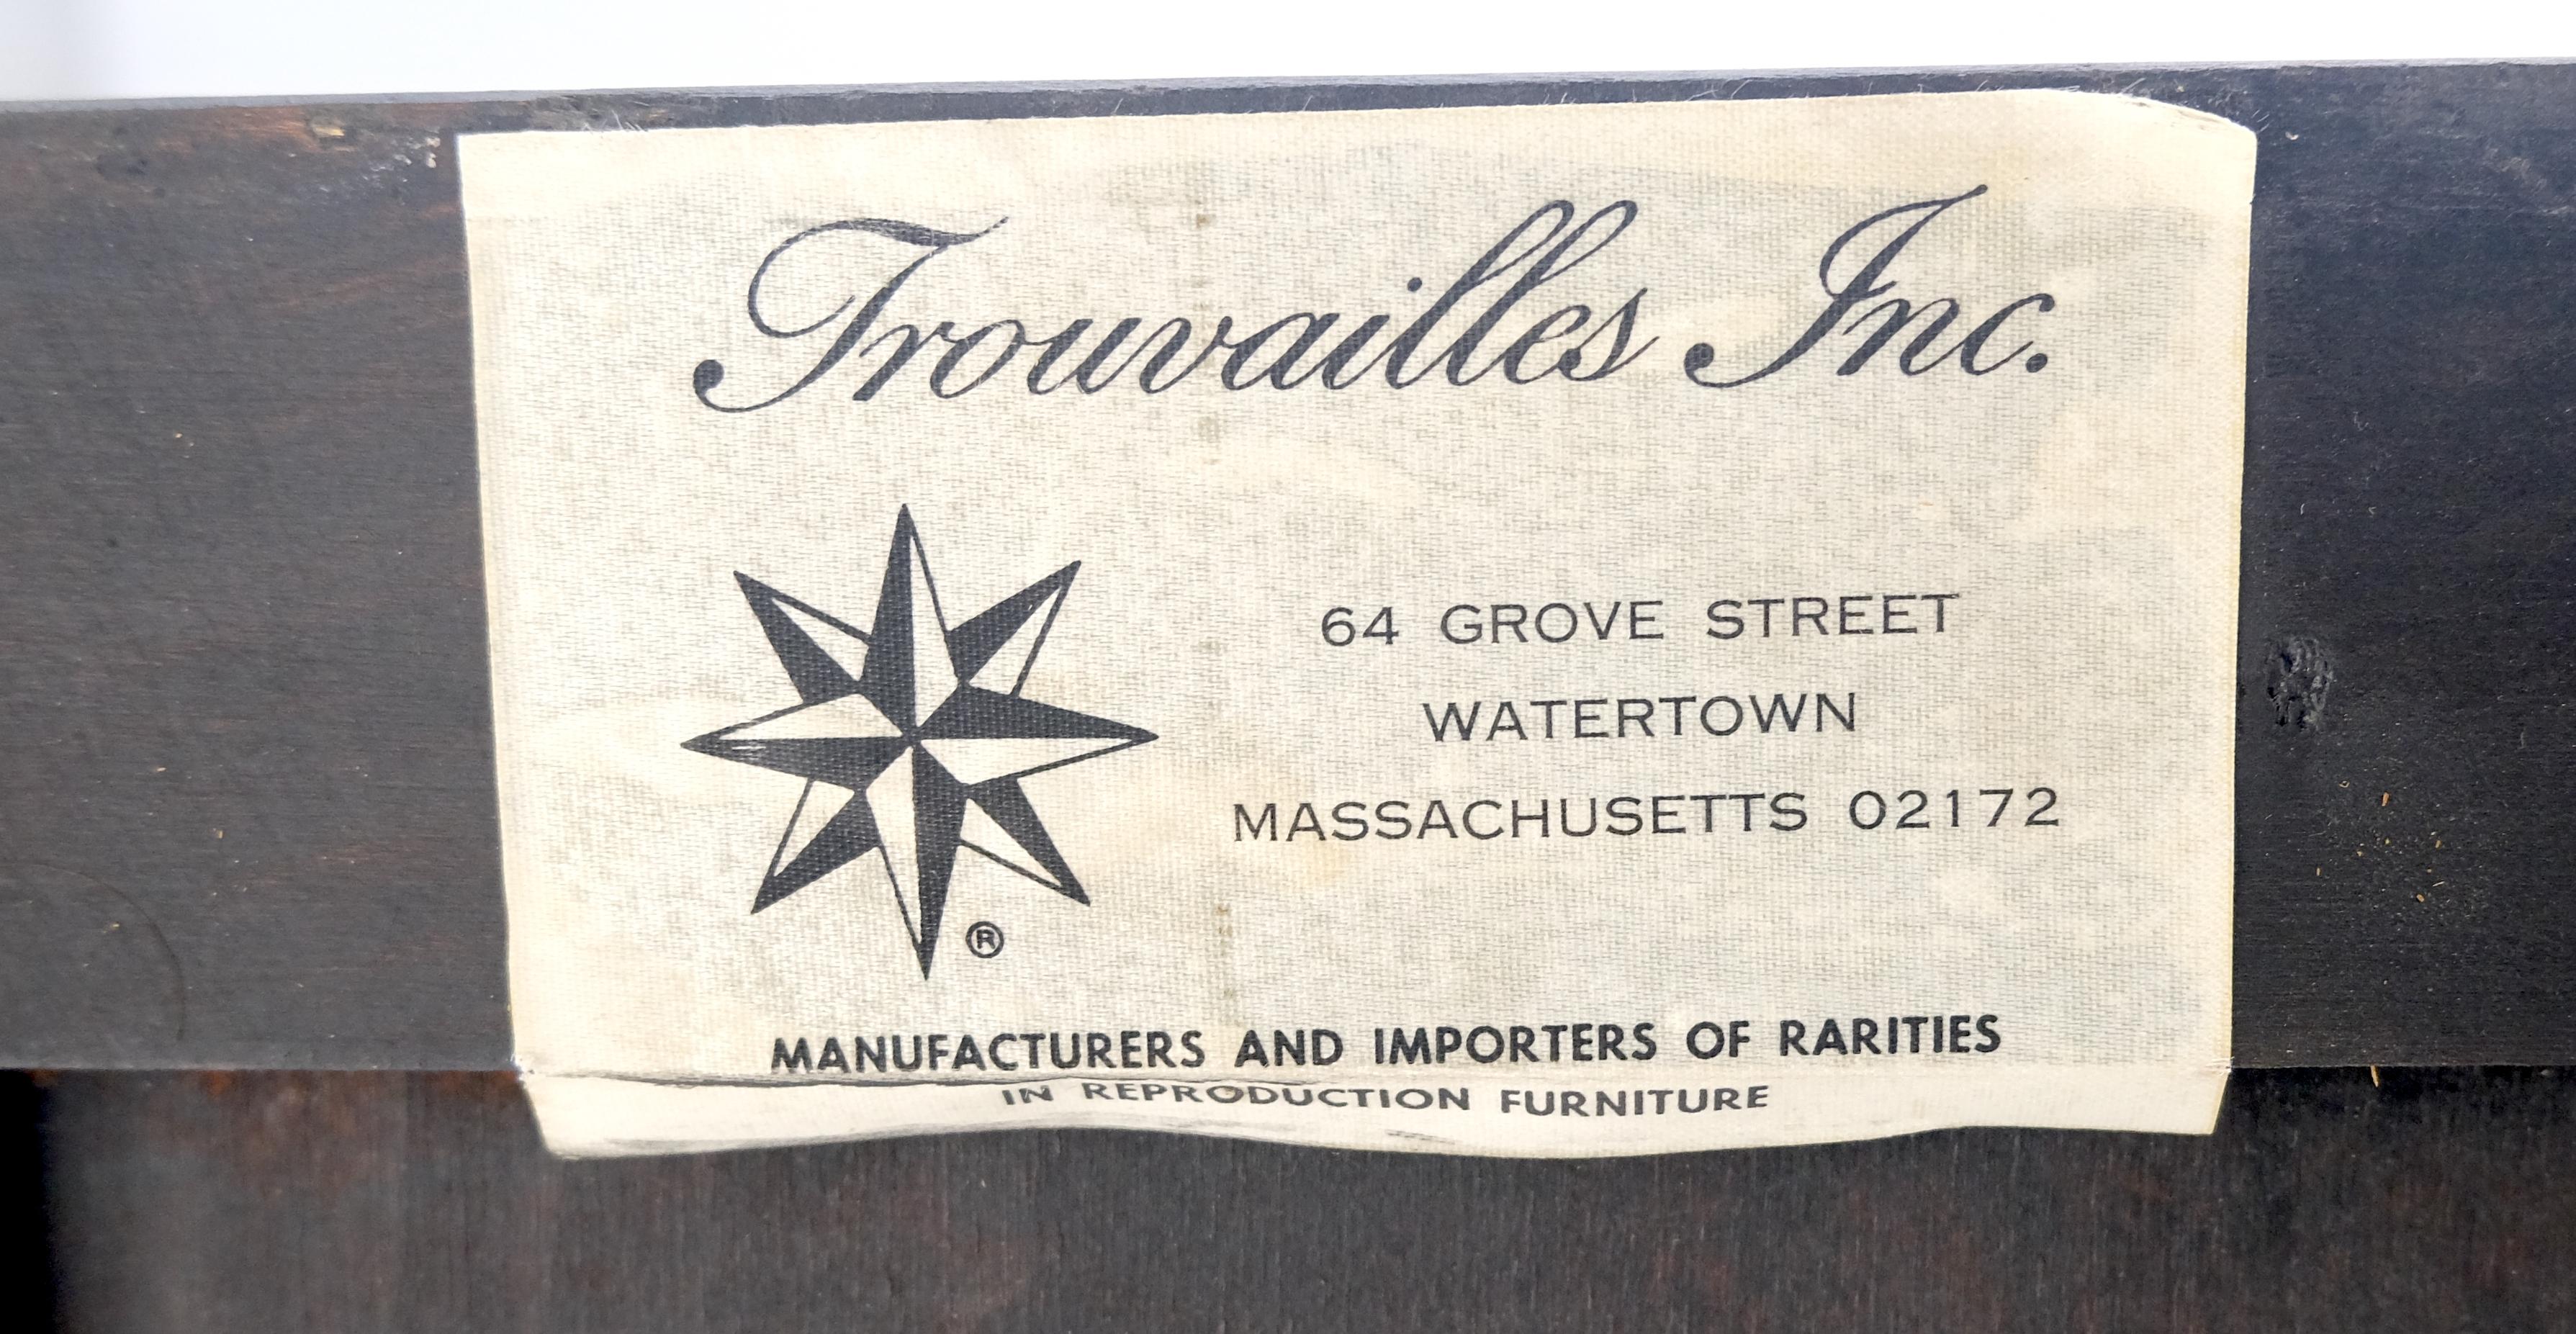 Trouvailles Inc.
64 GROVE STREET
WATERTOWN
MASSACHUSETTS 02172
®
MANUFACTURERS AND IMPORTERS OF RARITIES
IN REPRODUCTION FURNITURE